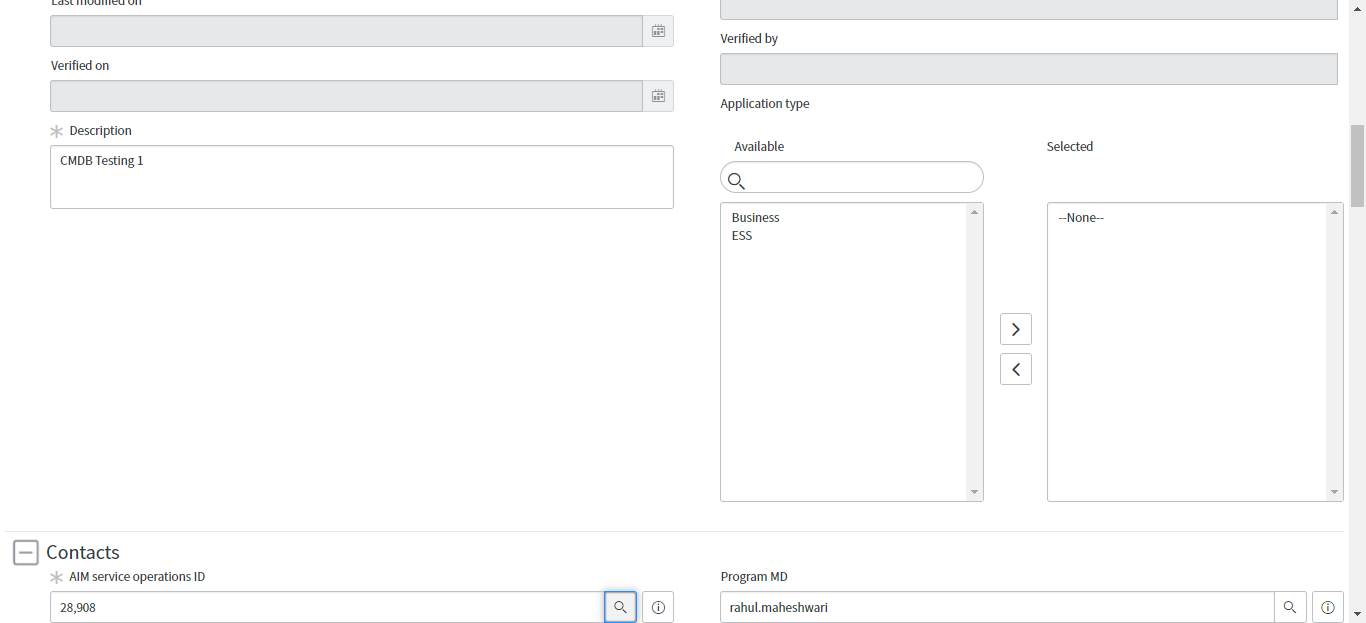 Last modified on
Verified on
Description
CMDB Testing 1
Verified by
Application type
Available
Selected
Business
ESS
--None--
Contacts
AIM service operations ID
28,908
Program MD
rahul.maheshwari